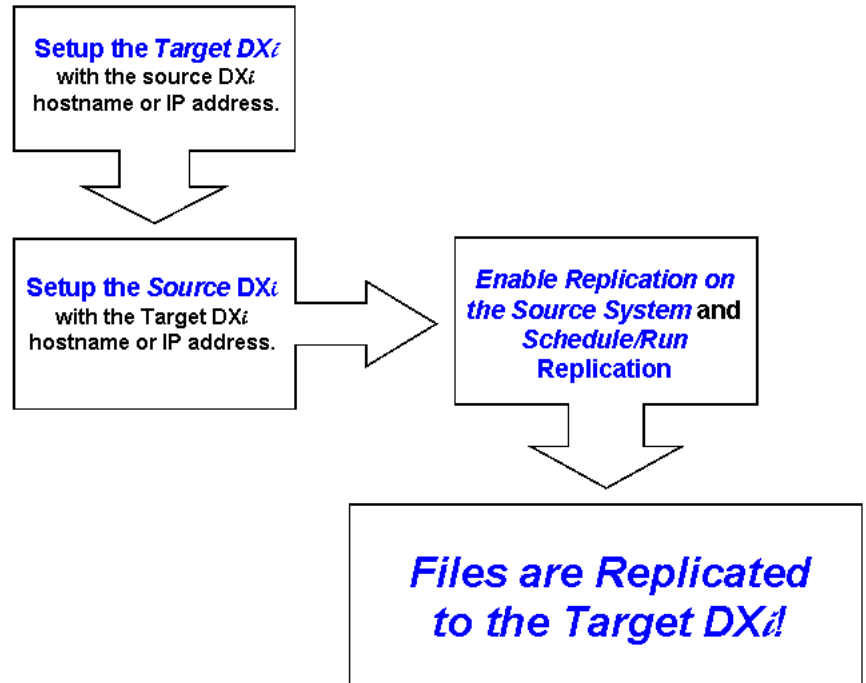 Setup the Target DXi
with the source DXi
hostname or IP address.
Setup the Source DXi
with the Target DXi
hostname or IP address.
Enable Replication on
the Source System and
Schedule/Run
Replication
Files are Replicated
to the Target DXi!